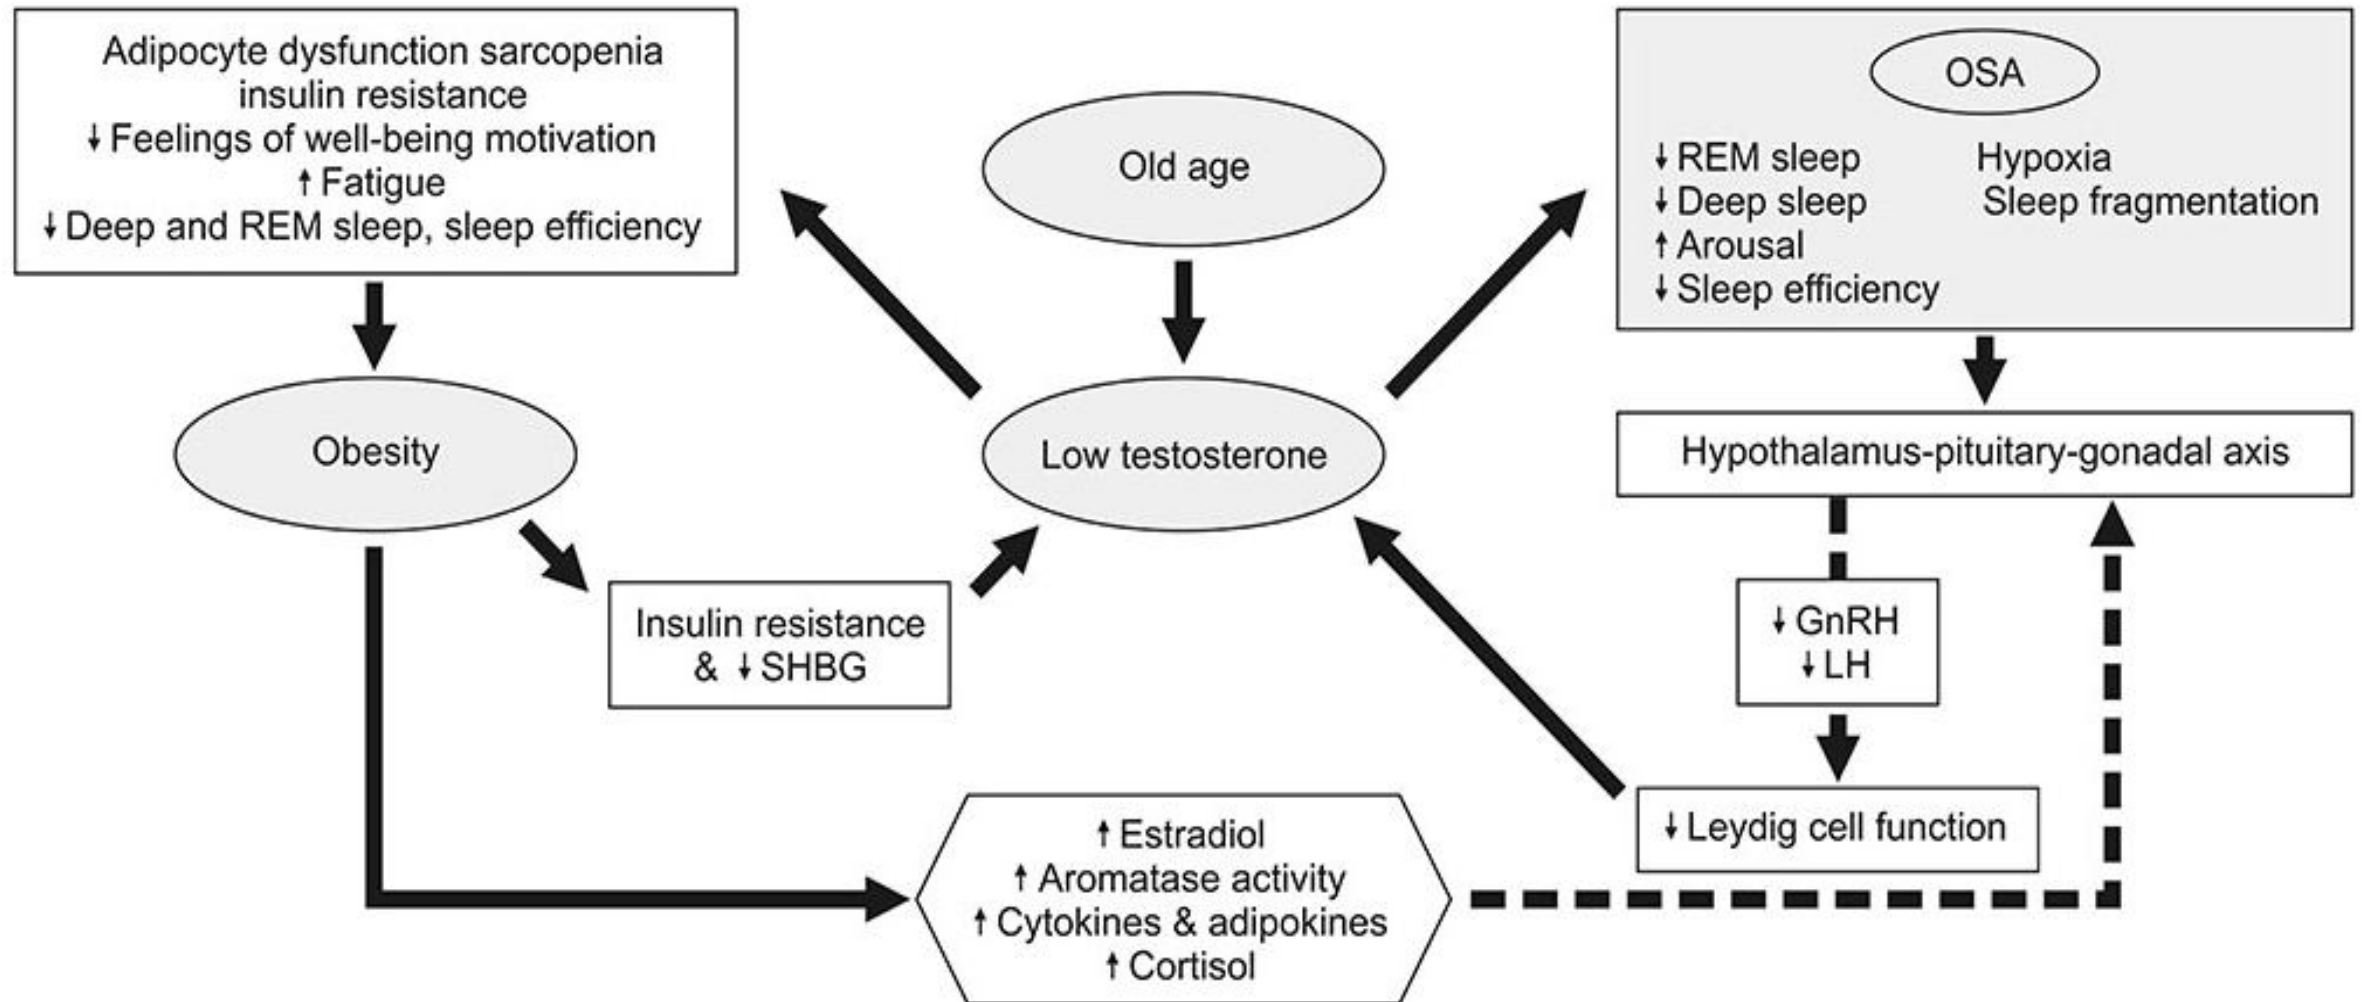 Adipocyte dysfunction sarcopenia
insulin resistance
↓ Feelings of well-being motivation
↑ Fatigue
↓ Deep and REM sleep, sleep efficiency
Old age
OSA
↓ REM sleep
↓ Deep sleep
↑ Arousal
↓ Sleep efficiency
Hypoxia
Sleep fragmentation
Obesity
Low testosterone
Hypothalamus-pituitary-gonadal axis
Insulin resistance
& ↓ SHBG
↓ GnRH
↓ LH
↓ Leydig cell function
↑ Estradiol
↑ Aromatase activity
↑ Cytokines & adipokines
↑ Cortisol